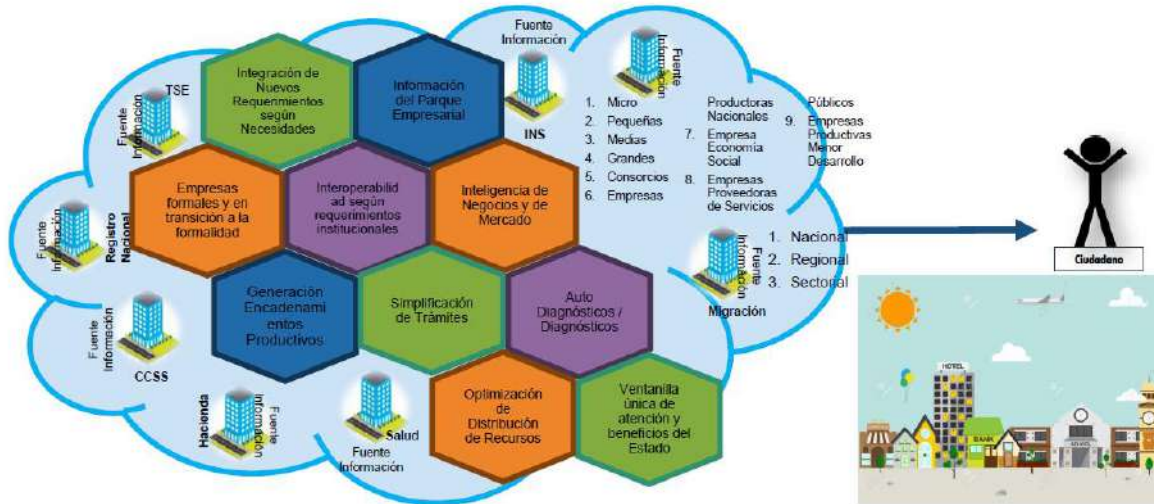 Fuente
Información
Fuente
Información
TSE
Fuente
Información
Integración de
Nuevos
Requerimientos
según
Necesidades
Información
del Parque
Empresarial
INS
1. Micro
2. Pequeñas
3. Medias
4. Grandes
5. Consorcios
6. Empresas
Productoras
Nacionales
7. Empresa
Economía
Social
8. Empresas
Proveedoras
de Servicios
Públicos
9. Empresas
Productivas
Menor
Desarrollo
Empresas
formales y en
transición a la
formalidad
Interoperabilid
ad según
requerimientos
institucionales
Inteligencia de
Negocios y de
Mercado
Fuente
Información
Registro
Nacional
Fuente
Información
Migración
1. Nacional
2. Regional
3. Sectorial
Ciudadano
Generación
Encadenami
entos
Productivos
Simplificación
de Trámites
Auto
Diagnósticos /
Diagnósticos
Fuente
Información
CCSS
Hacienda
Fuente
Información
Salud
Fuente
Información
Optimización
de
Distribución
de Recursos
Ventanilla
única de
atención y
beneficios del
Estado
HOTEL
BANK